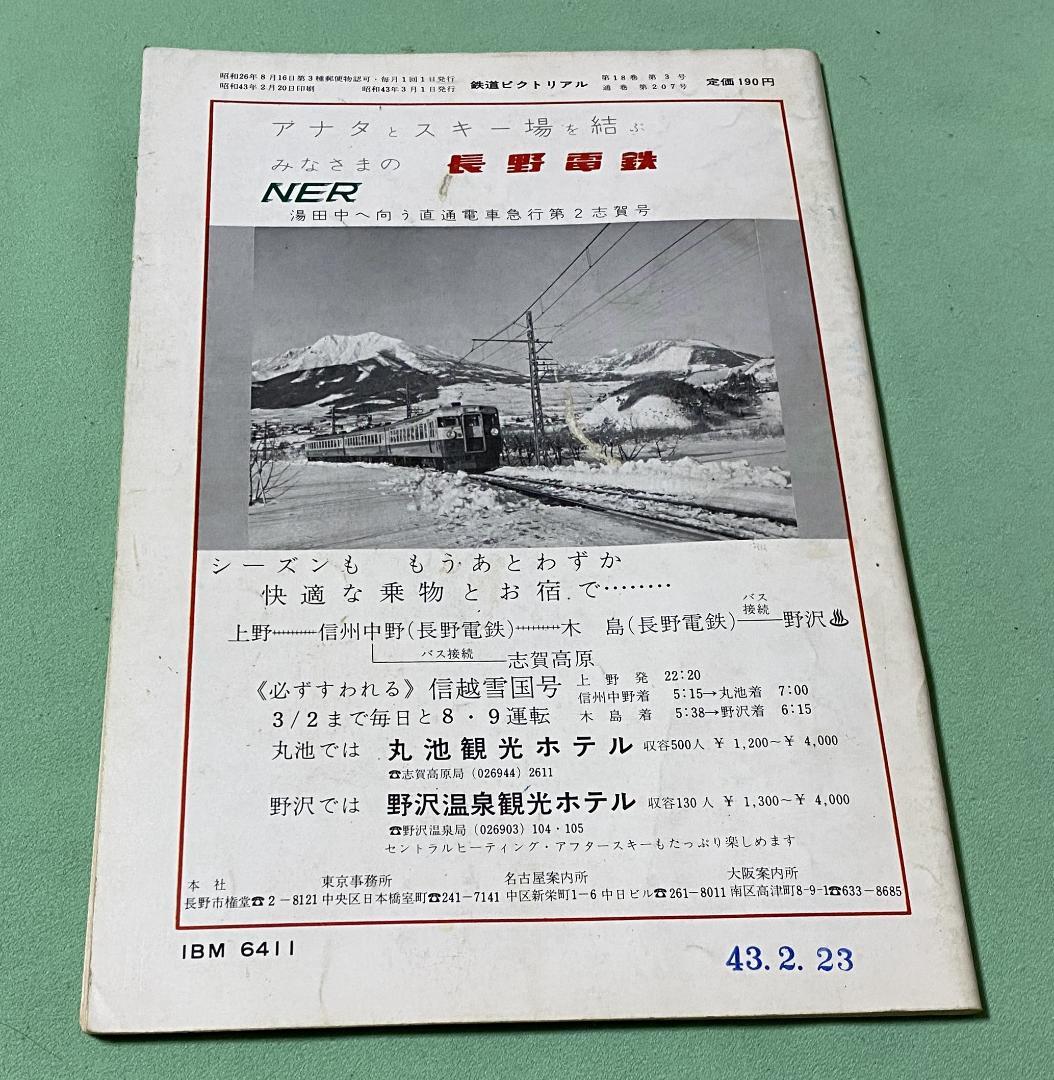 昭和26年8月16日第3種郵便物認可・毎月1回1日発行
昭和43年2月20日印刷 昭和43年3月1日発行
鉄道ピクトリアル
第18巻 第3号
通巻 第207号
定価190円
アナタとスキー場を結ぶ
みなさまの 長野電鉄
NER
湯田中へ向う直通電車急行第2志賀号
シーズンも もうあとわずか
快適な乗物とお宿で………
上野 信州中野(長野電鉄) 木島(長野電鉄) バス接続 野沢♨
バス接続 志賀高原
《必ずすわれる》信越雪国号 上野発 22:20
信州中野着 5:15→丸池着 7:00
3/2まで毎日と8・9運転 木島着 5:38→野沢着 6:15
丸池では 丸池観光ホテル 収容500人 ¥1,200~¥4,000
☎志賀高原局(026944)2611
野沢では 野沢温泉観光ホテル 収容130人 ¥1,300~¥4,000
☎野沢温泉局(026903)104・105
セントラルヒーティング・アフタースキーもたっぷり楽しめます
本社 東京事務所 名古屋案内所 大阪案内所
長野市権堂☎2-8121 中央区日本橋室町☎241-7141 中区新栄町1-6 中日ビル☎261-8011 南区高津町8-9-1☎633-8685
IBM 6411
43.2.23